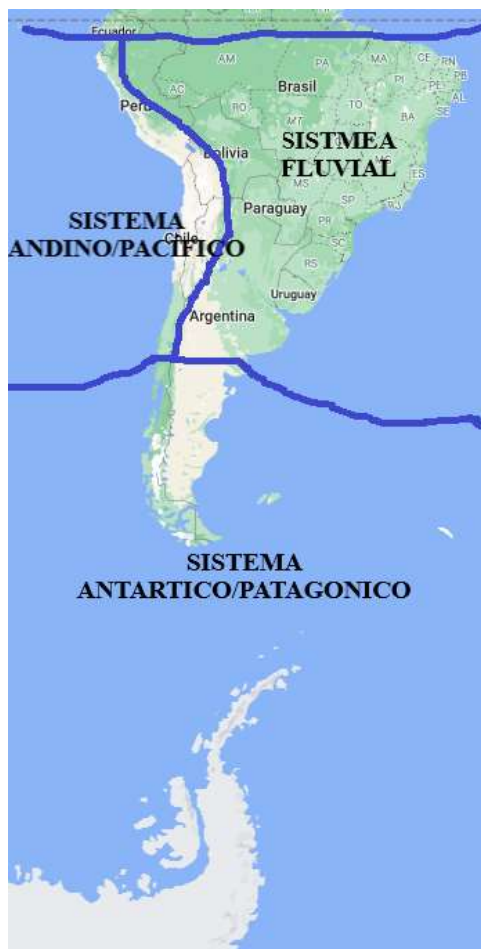 Ecuador
AM
PA
MA
CE
RN
PB
PI
PE
AL
SE
AC
Brasil
TO
Perú
RO
BA
MT
SISTMEA
FLUVIAL
Bolivia
MS
ES
SP
RJ
Paraguay
PR
SC
SISTEMA
ANDINO/PACIFICO
Chile
RS
Uruguay
Argentina
SISTEMA
ANTARTICO/PATAGONICO